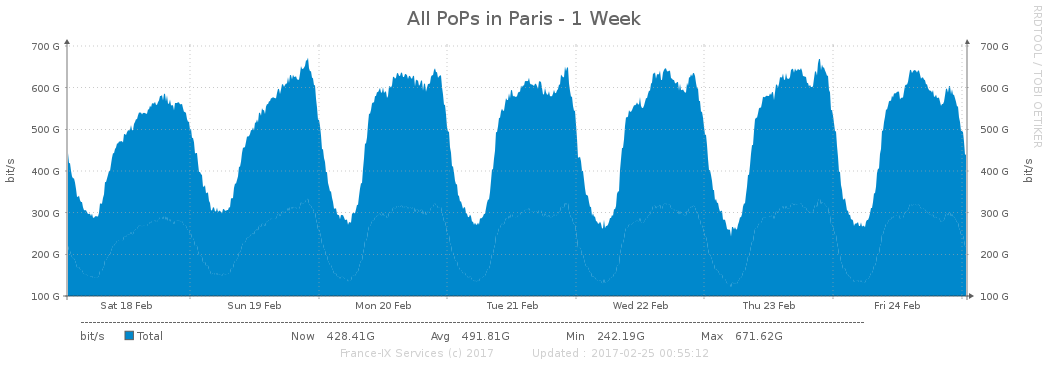 All PoPs in Paris - 1 Week
RRDTOOL / TOBI OETIKER
bit/s
700 G
600 G
500 G
400 G
300 G
200 G
100 G
700 G
600 G
500 G
400 G
300 G
200 G
100 G
bit/s
Sat 18 Feb Sun 19 Feb Mon 20 Feb Tue 21 Feb Wed 22 Feb Thu 23 Feb Fri 24 Feb
bit/s Total Now 428.41G Avg 491.81G Min 242.19G Max 671.62G
France-IX Services (c) 2017 Updated : 2017-02-25 00:55:12